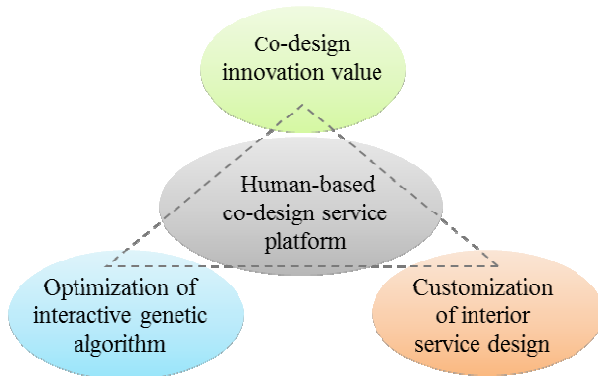 Co-design
innovation value
Human-based
co-design service
platform
Optimization of
interactive genetic
algorithm
Customization
of interior
service design